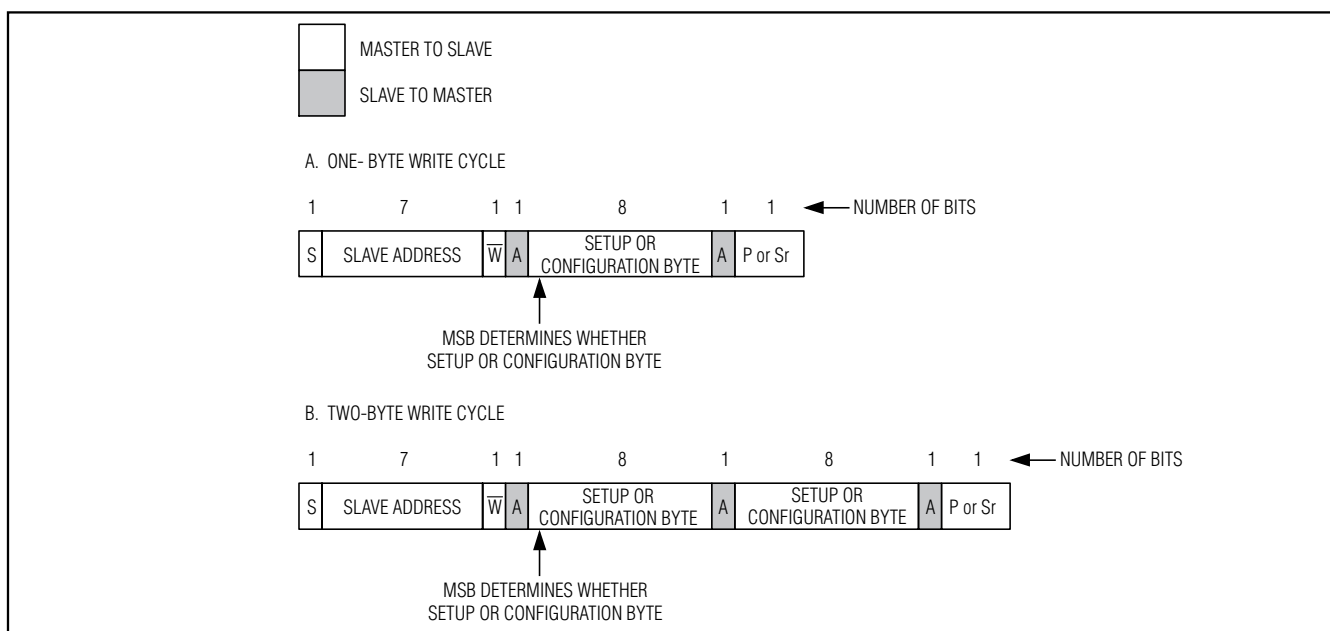 MASTER TO SLAVE
SLAVE TO MASTER
A. ONE- BYTE WRITE CYCLE
1 7 1 1 8 1 1 NUMBER OF BITS
S SLAVE ADDRESS W̅ A SETUP OR CONFIGURATION BYTE A P or Sr
MSB DETERMINES WHETHER
SETUP OR CONFIGURATION BYTE
B. TWO-BYTE WRITE CYCLE
1 7 1 1 8 1 8 1 1 NUMBER OF BITS
S SLAVE ADDRESS W̅ A SETUP OR CONFIGURATION BYTE A SETUP OR CONFIGURATION BYTE A P or Sr
MSB DETERMINES WHETHER
SETUP OR CONFIGURATION BYTE